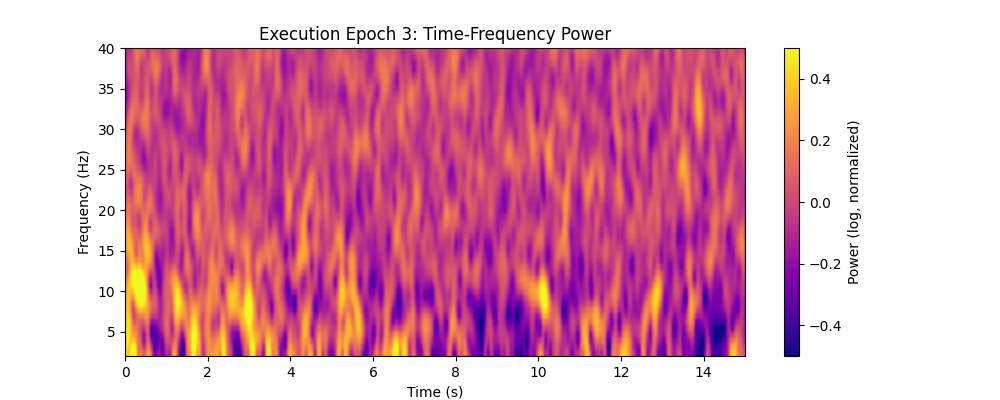 Execution Epoch 3: Time-Frequency Power
40
35
30
25
20
15
10
5
Frequency (Hz)
0 2 4 6 8 10 12 14
Time (s)
0.4
0.2
0.0
−0.2
−0.4
Power (log, normalized)